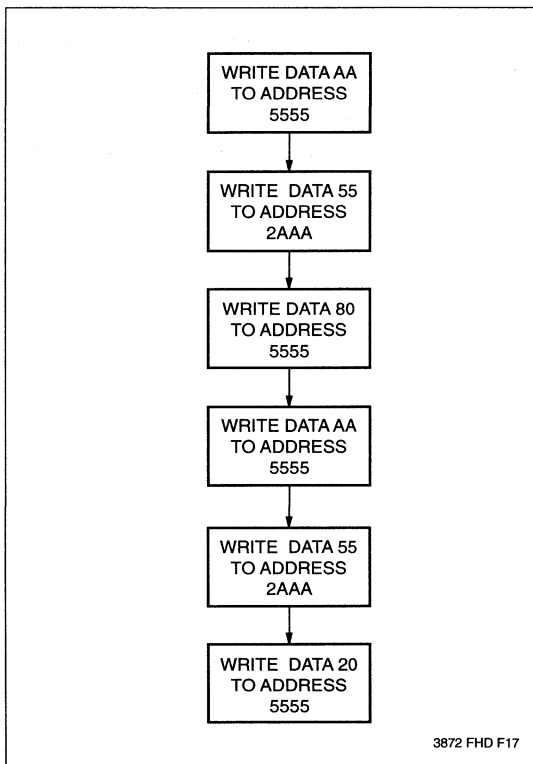 WRITE DATA AA
TO ADDRESS
5555
WRITE DATA 55
TO ADDRESS
2AAA
WRITE DATA 80
TO ADDRESS
5555
WRITE DATA AA
TO ADDRESS
5555
WRITE DATA 55
TO ADDRESS
2AAA
WRITE DATA 20
TO ADDRESS
5555
3872 FHD F17